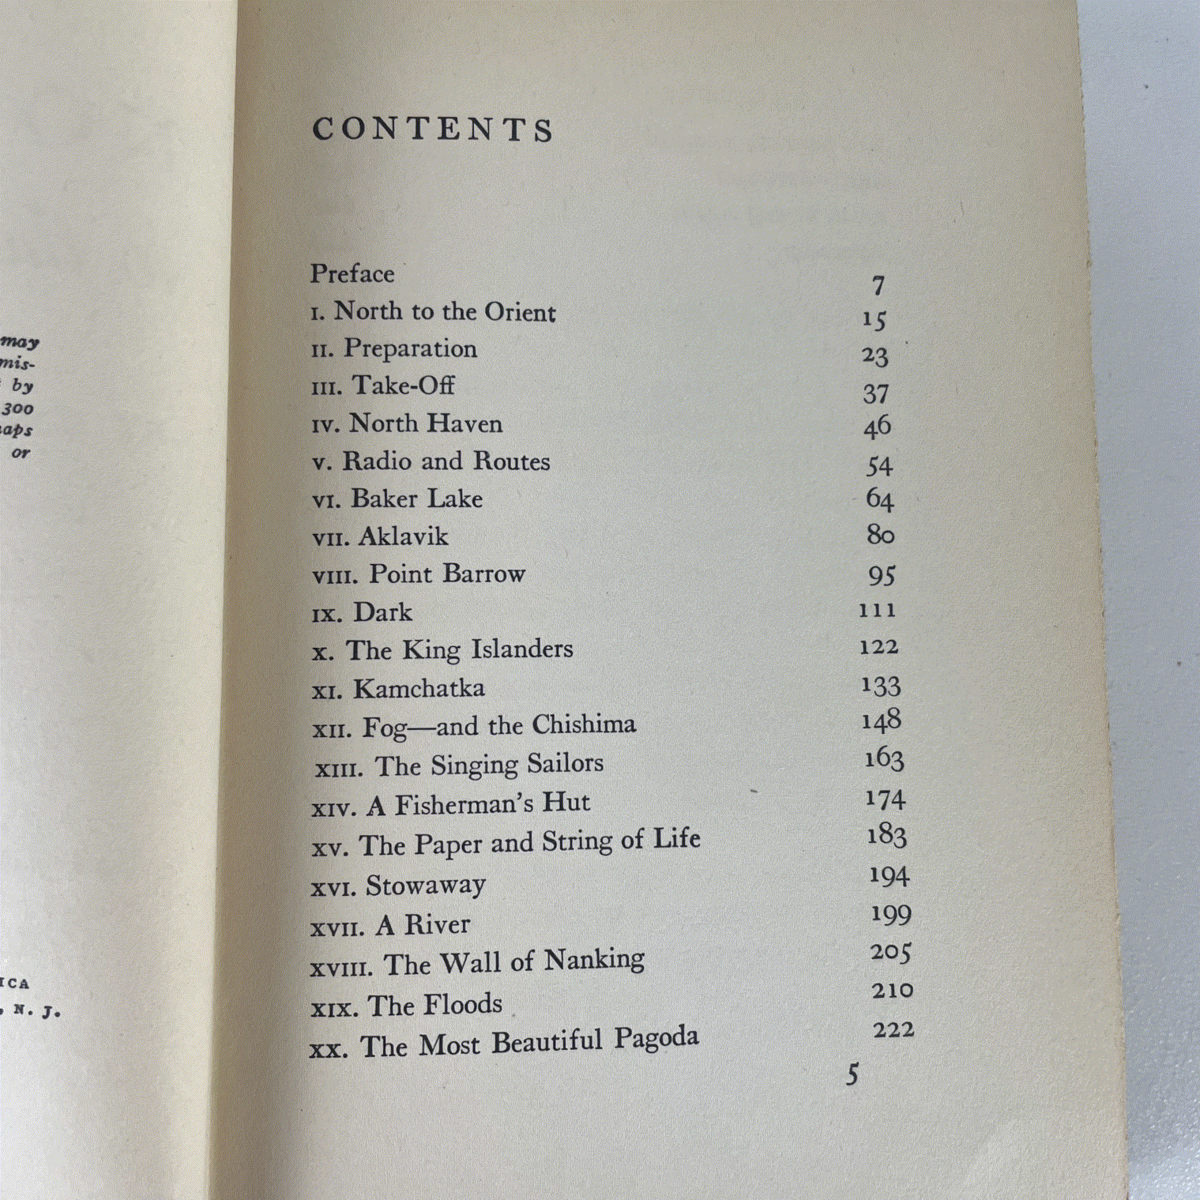 may
mis-
by
300
aps
or
ICA
, N. J.
CONTENTS
Preface 7
I. North to the Orient 15
II. Preparation 23
III. Take-Off 37
IV. North Haven 46
V. Radio and Routes 54
VI. Baker Lake 64
VII. Aklavik 80
VIII. Point Barrow 95
IX. Dark 111
X. The King Islanders 122
XI. Kamchatka 133
XII. Fog—and the Chishima 148
XIII. The Singing Sailors 163
XIV. A Fisherman's Hut 174
XV. The Paper and String of Life 183
XVI. Stowaway 194
XVII. A River 199
XVIII. The Wall of Nanking 205
XIX. The Floods 210
XX. The Most Beautiful Pagoda 222
5